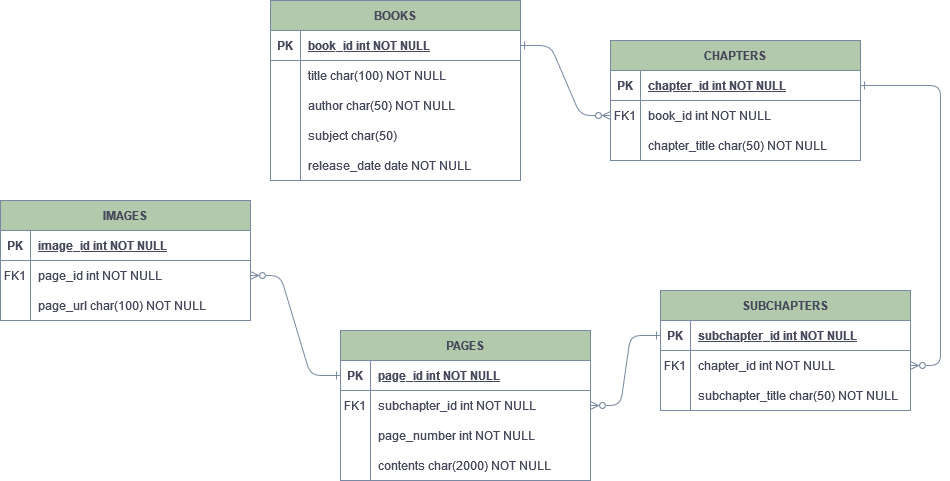 BOOKS
PK book_id int NOT NULL
title char(100) NOT NULL
author char(50) NOT NULL
subject char(50)
release_date date NOT NULL
CHAPTERS
PK chapter_id int NOT NULL
FK1 book_id int NOT NULL
chapter_title char(50) NOT NULL
IMAGES
PK image_id int NOT NULL
FK1 page_id int NOT NULL
page_url char(100) NOT NULL
SUBCHAPTERS
PK subchapter_id int NOT NULL
FK1 chapter_id int NOT NULL
subchapter_title char(50) NOT NULL
PAGES
PK page_id int NOT NULL
FK1 subchapter_id int NOT NULL
page_number int NOT NULL
contents char(2000) NOT NULL